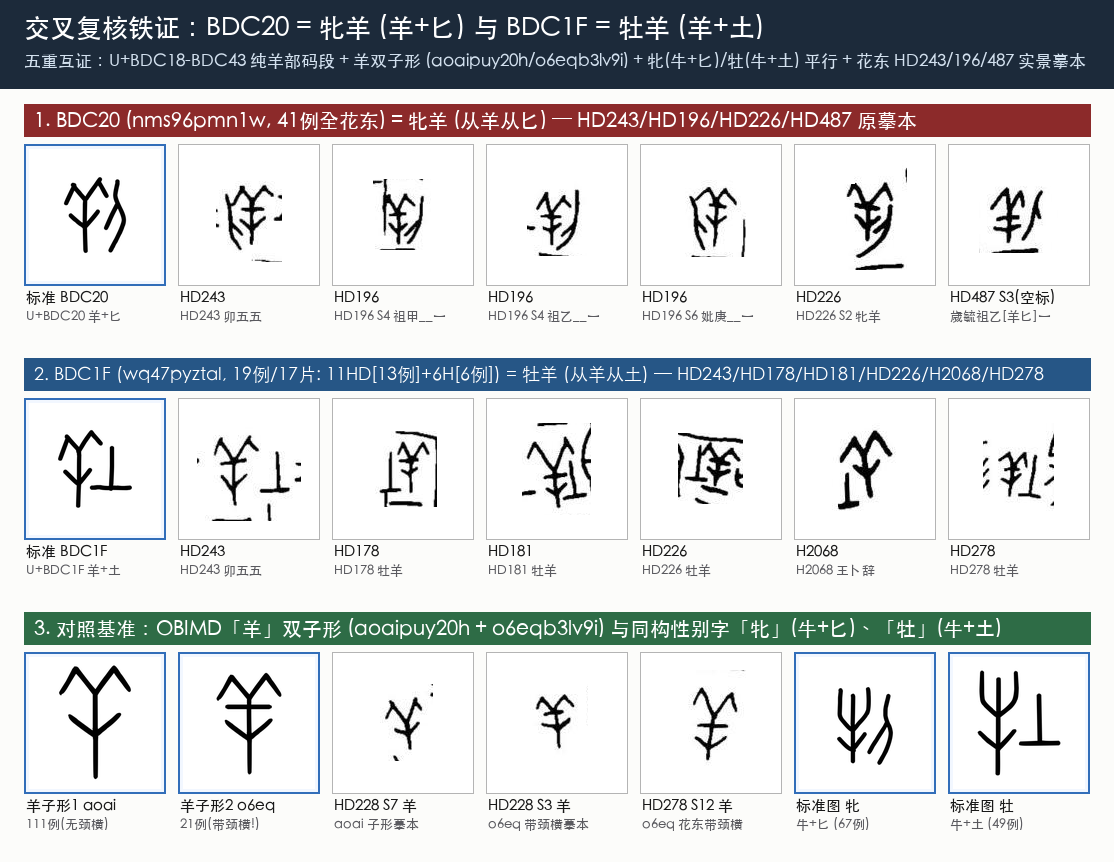 交叉复核铁证：BDC20 = 牝羊 (羊+匕) 与 BDC1F = 牡羊 (羊+土)
五重互证：U+BDC18-BDC43 纯羊部码段 + 羊双子形 (aoaipuy20h/o6eqb3lv9i) + 牝(牛+匕)/牡(牛+土) 平行 + 花东 HD243/196/487 实景摹本
1. BDC20 (nms96pmn1w, 41例全花东) = 牝羊 (从羊从匕) — HD243/HD196/HD226/HD487 原摹本
标准 BDC20
U+BDC20 羊+匕
HD243
HD243 卯五五
HD196
HD196 S4 祖甲__一
HD196
HD196 S4 祖乙__一
HD196
HD196 S6 妣庚__一
HD226
HD226 S2 牝羊
HD487 S3(空标)
歲毓祖乙[羊匕]一
2. BDC1F (wq47pyztal, 19例/17片: 11HD[13例]+6H[6例]) = 牡羊 (从羊从土) — HD243/HD178/HD181/HD226/H2068/HD278
标准 BDC1F
U+BDC1F 羊+土
HD243
HD243 卯五五
HD178
HD178 牡羊
HD181
HD181 牡羊
HD226
HD226 牡羊
H2068
H2068 王卜辞
HD278
HD278 牡羊
3. 对照基准：OBIMD「羊」双子形 (aoaipuy20h + o6eqb3lv9i) 与同构性别字「牝」(牛+匕)、「牡」(牛+土)
羊子形1 aoai
111例(无颈横)
羊子形2 o6eq
21例(带颈横!)
HD228 S7 羊
aoai 子形摹本
HD228 S3 羊
o6eq 带颈横摹本
HD278 S12 羊
o6eq 花东带颈横
标准图 牝
牛+匕 (67例)
标准图 牡
牛+土 (49例)